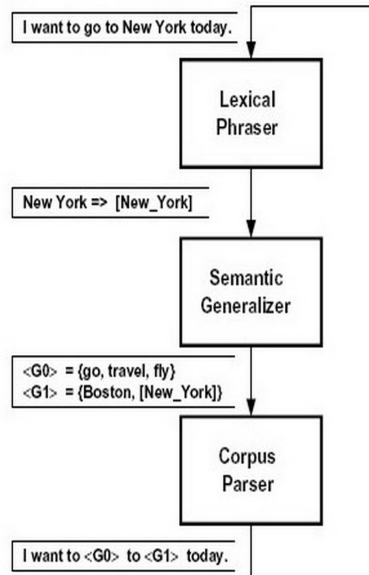 I want to go to New York today.
Lexical
Phraser
New York => [New_York]
Semantic
Generalizer
<G0> = {go, travel, fly}
<G1> = {Boston, [New_York]}
Corpus
Parser
I want to <G0> to <G1> today.